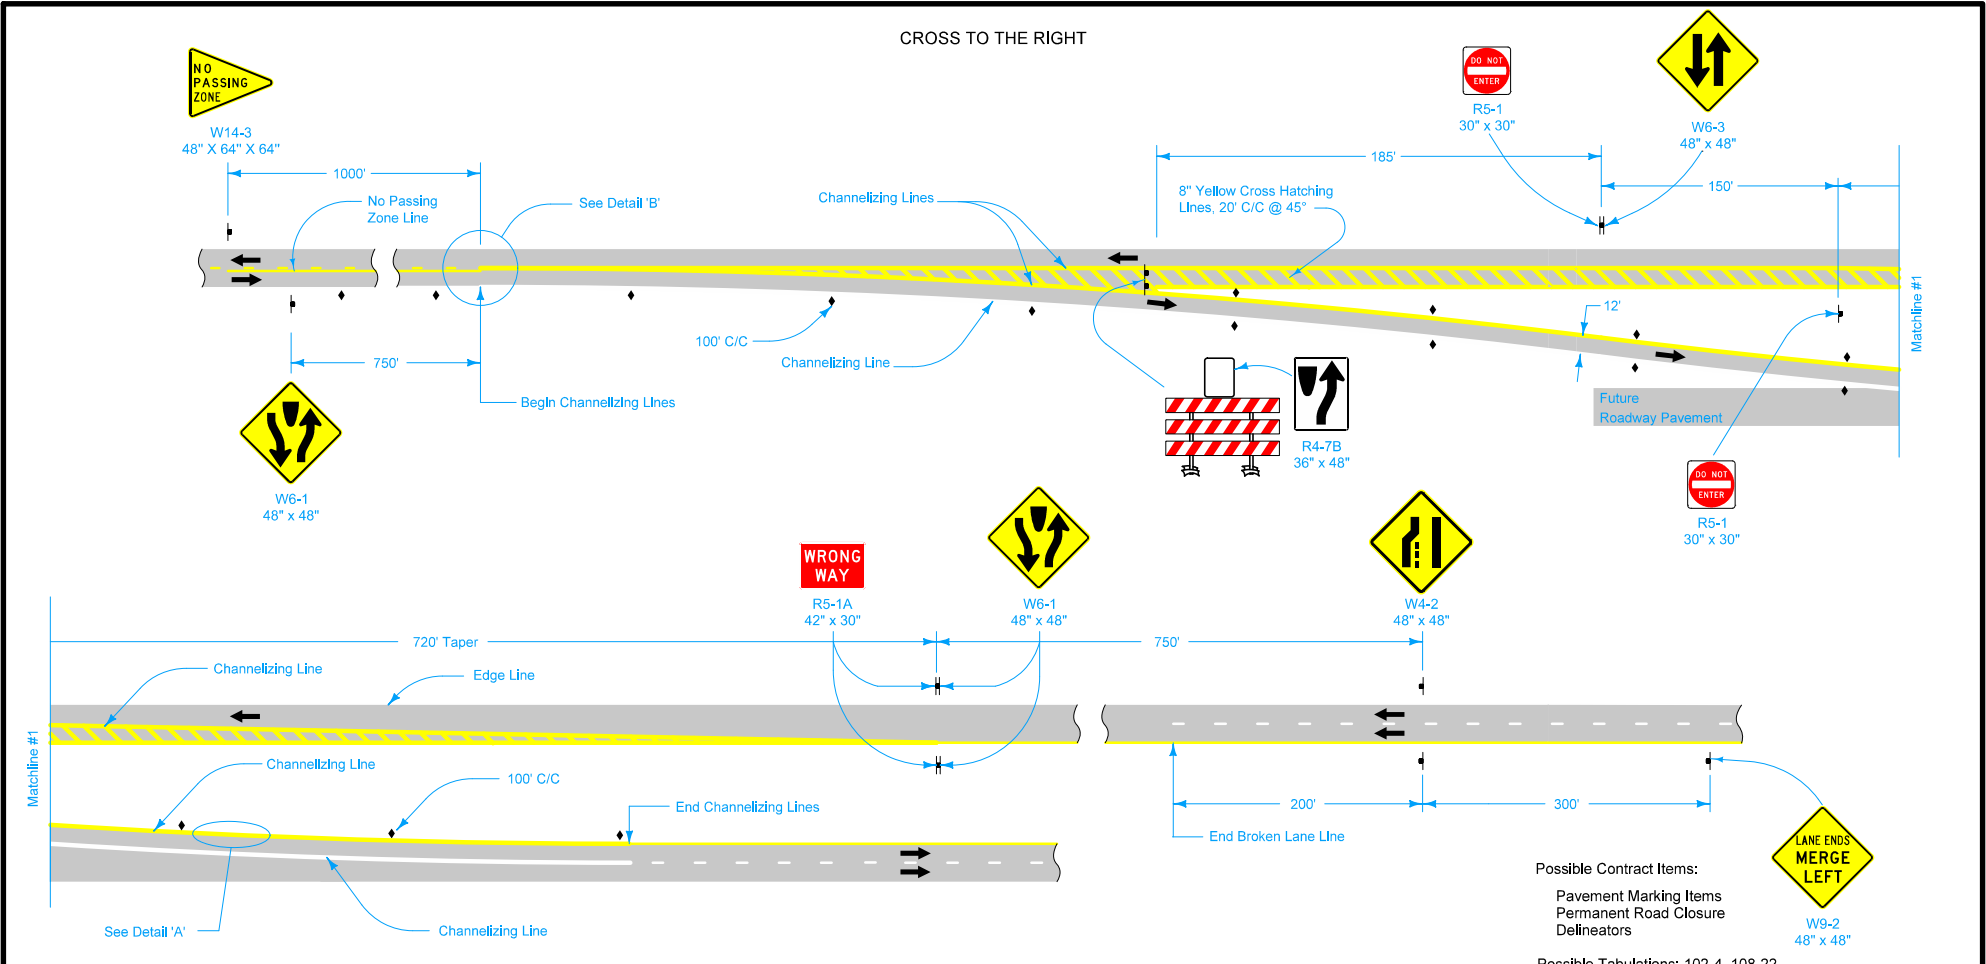 CROSS TO THE RIGHT
NO
PASSING
ZONE
W14-3
48" X 64" X 64"
1000'
No Passing
Zone Line
See Detail 'B'
Channelizing Lines
8" Yellow Cross Hatching
Lines, 20' C/C @ 45°
185'
DO NOT
ENTER
R5-1
30" x 30"
W6-3
48" x 48"
150'
750'
W6-1
48" x 48"
Begin Channelizing Lines
100' C/C
Channelizing Line
R4-7B
36" x 48"
12'
Future
Roadway Pavement
DO NOT
ENTER
R5-1
30" x 30"
Matchline #1
WRONG
WAY
R5-1A
42" x 30"
W6-1
48" x 48"
W4-2
48" x 48"
720' Taper
750'
Channelizing Line
Edge Line
Matchline #1
Channelizing Line
100' C/C
End Channelizing Lines
200'
300'
End Broken Lane Line
See Detail 'A'
Channelizing Line
LANE ENDS
MERGE
LEFT
W9-2
48" x 48"
Possible Contract Items:
Pavement Marking Items
Permanent Road Closure
Delineators
Possible Tabulations: 102-4, 108-22